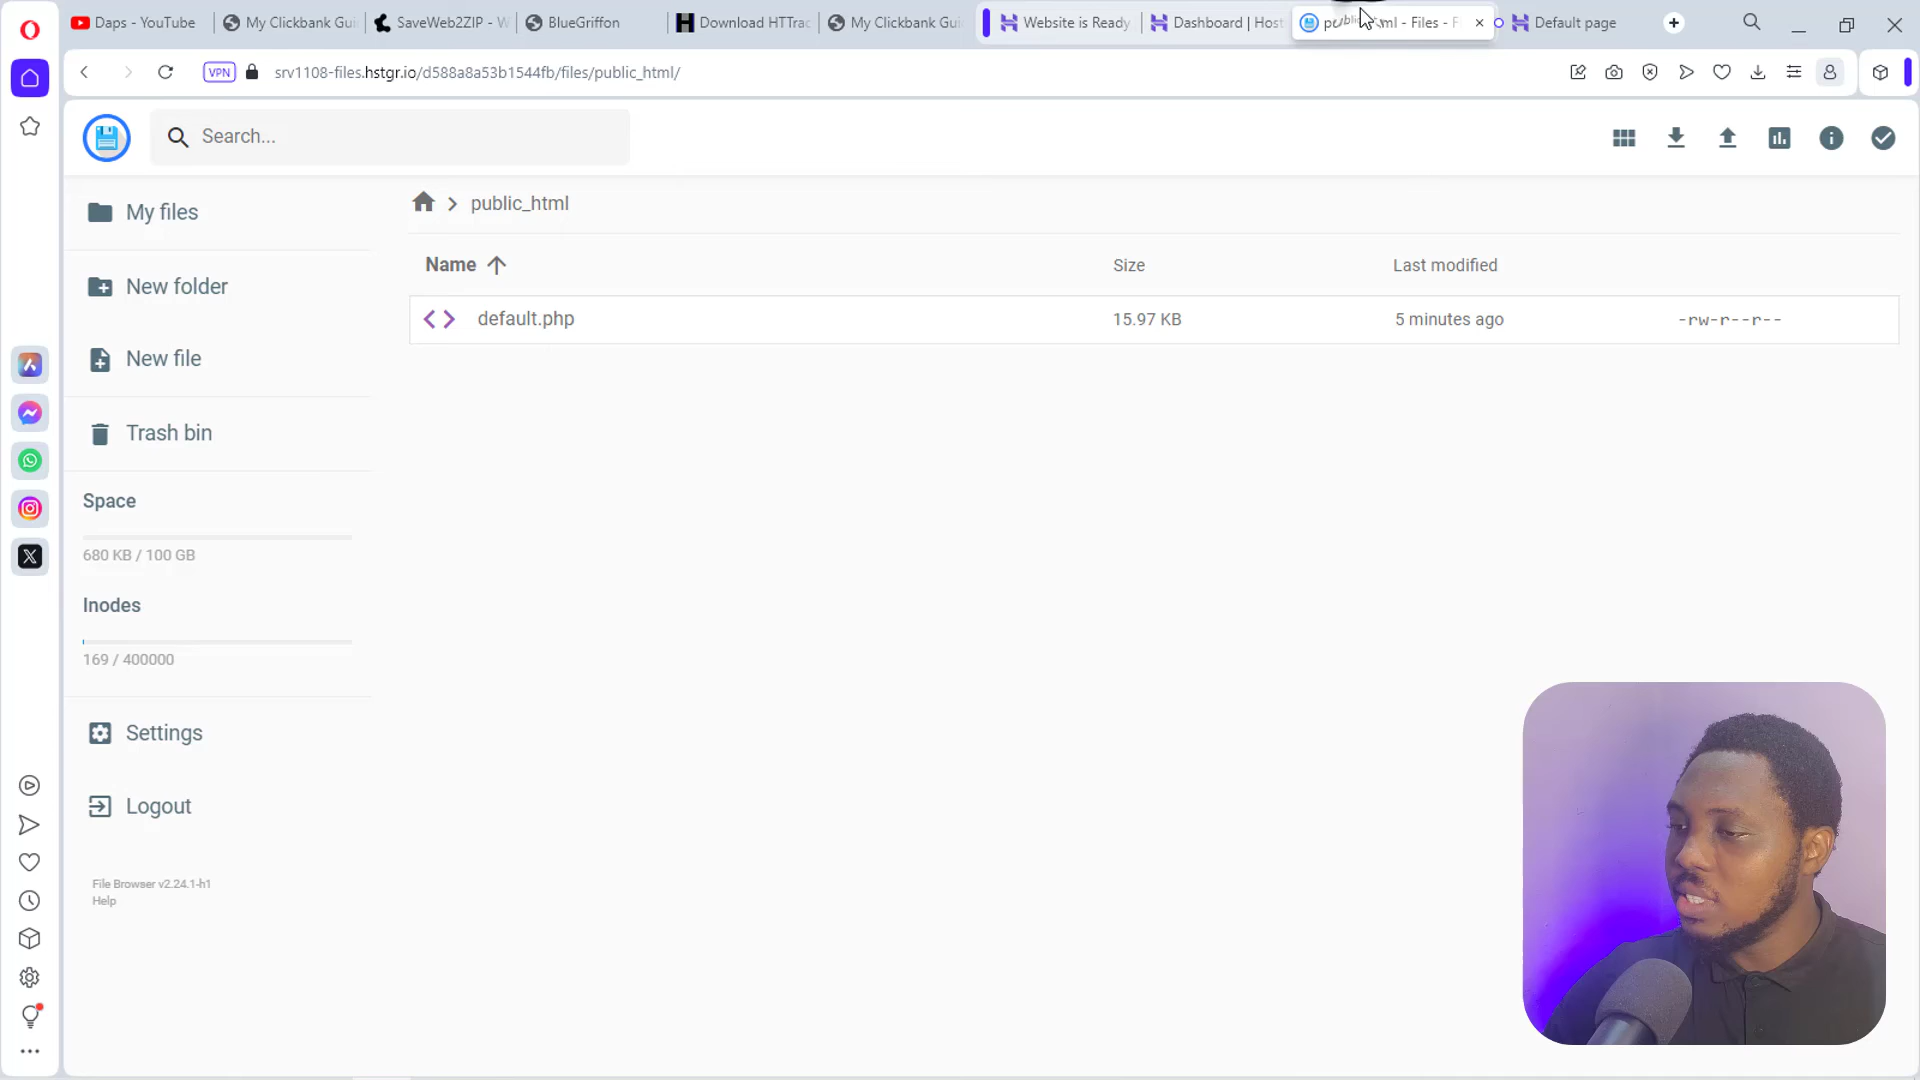 Daps - YouTube
My Clickbank Gui
SaveWeb2ZIP - W
BlueGriffon
Download HTTrac
My Clickbank Gui
Website is Ready
Dashboard | Host
ml - Files - F
Default page
VPN
srv1108-files.hstgr.io/d588a8a53b1544fb/files/public_html/
Search...
My files
New folder
New file
Trash bin
Space
680 KB / 100 GB
Inodes
169 / 400000
Settings
Logout
File Browser v2.24.1-h1
Help
public_html
Name
Size
Last modified
default.php
15.97 KB
5 minutes ago
-rw-r--r--